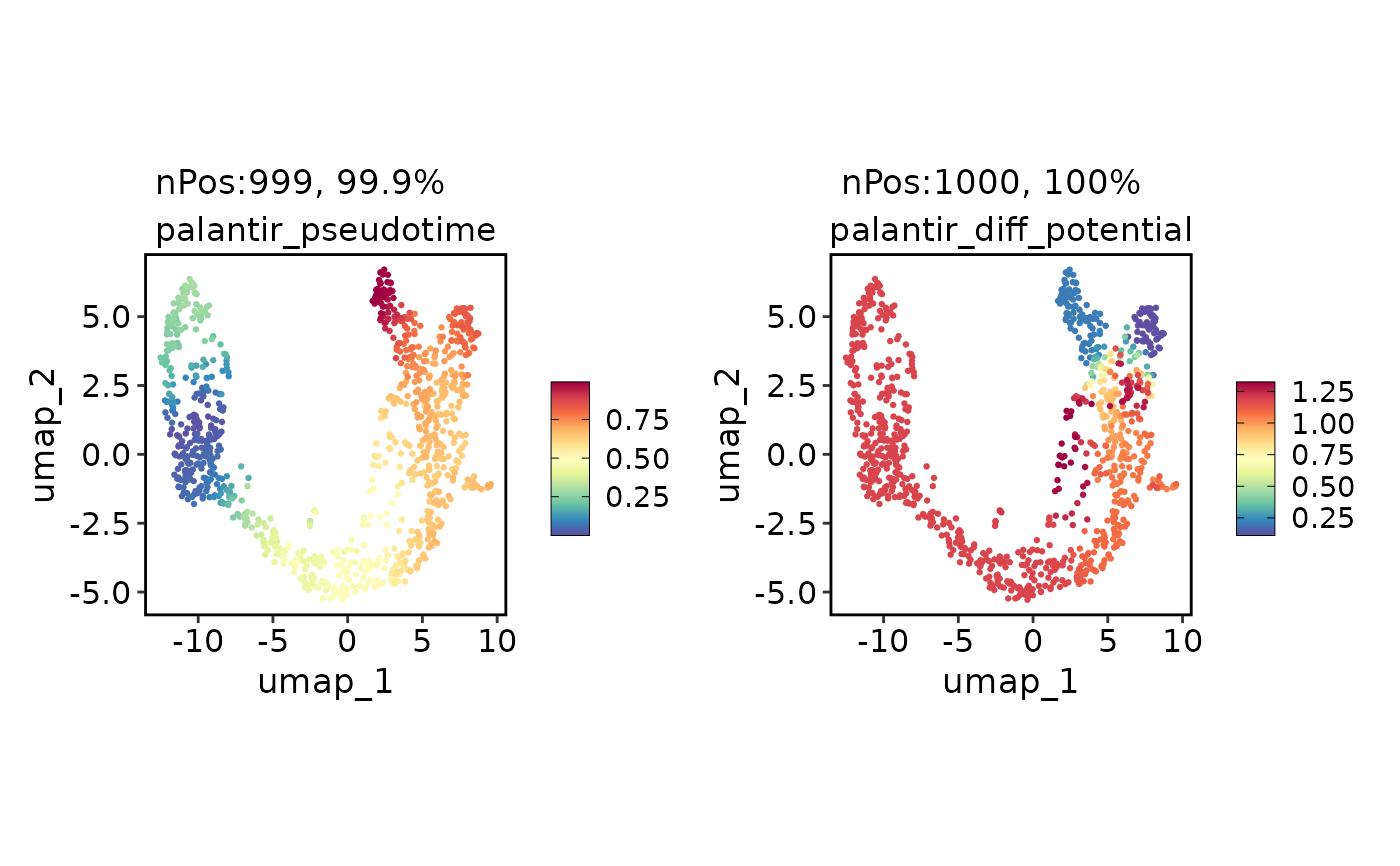 nPos:999, 99.9%
palantir_pseudotime
5.0
2.5
0.0
-2.5
-5.0
umap_2
-10 -5 0 5 10
umap_1
0.75
0.50
0.25
nPos:1000, 100%
palantir_diff_potential
5.0
2.5
0.0
-2.5
-5.0
umap_2
-10 -5 0 5 10
umap_1
1.25
1.00
0.75
0.50
0.25